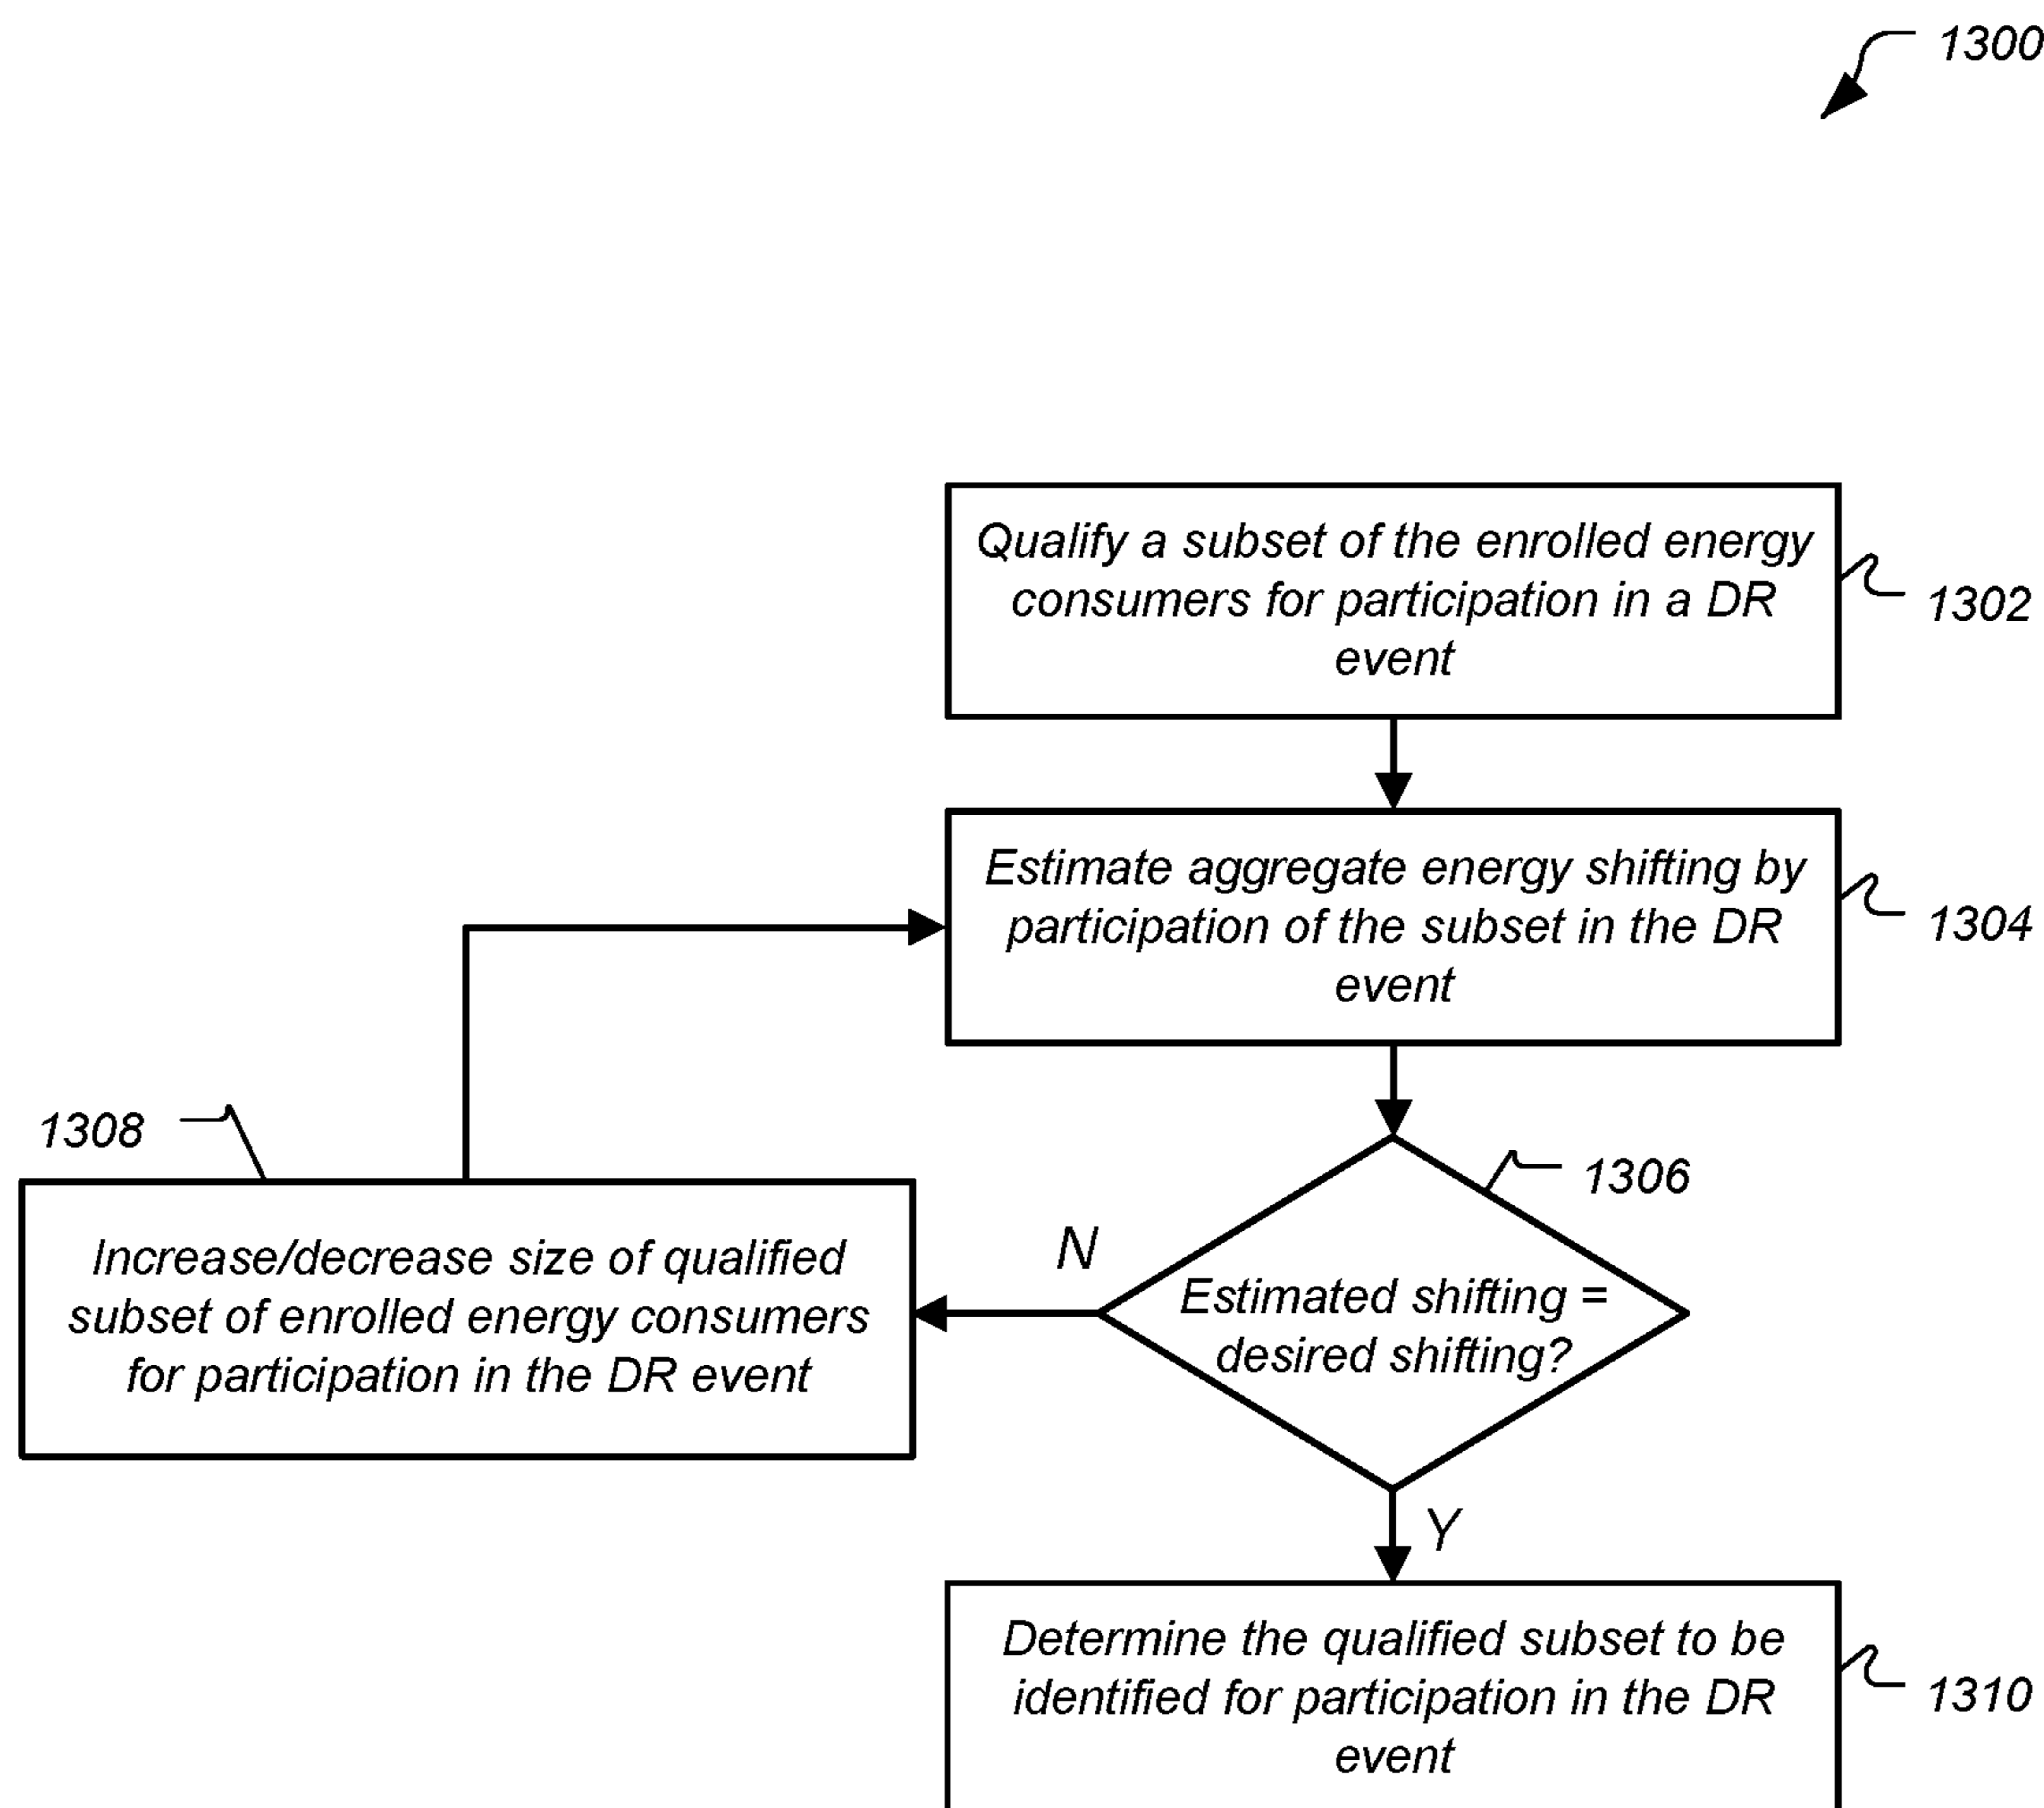 1300
Qualify a subset of the enrolled energy
consumers for participation in a DR
event
1302
Estimate aggregate energy shifting by
participation of the subset in the DR
event
1304
1308
1306
Increase/decrease size of qualified
subset of enrolled energy consumers
for participation in the DR event
N
Estimated shifting =
desired shifting?
Y
Determine the qualified subset to be
identified for participation in the DR
event
1310